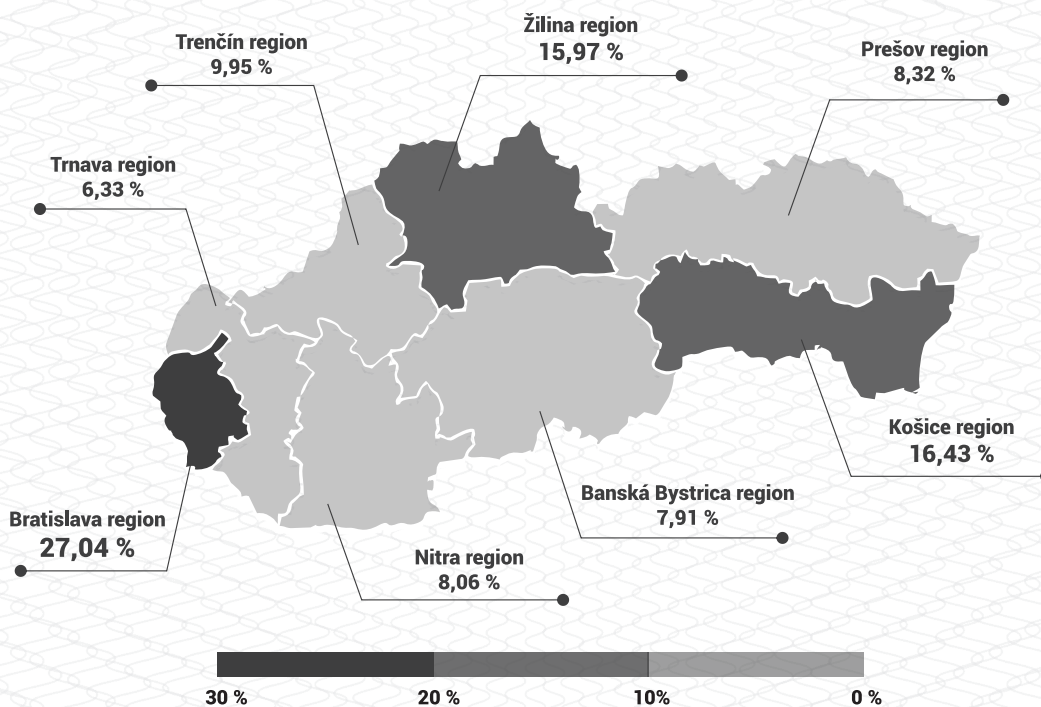 Žilina region
15,97 %
Trenčín region
9,95 %
Prešov region
8,32 %
Trnava region
6,33 %
Košice region
16,43 %
Banská Bystrica region
7,91 %
Bratislava region
27,04 %
Nitra region
8,06 %
30 %
20 %
10%
0 %